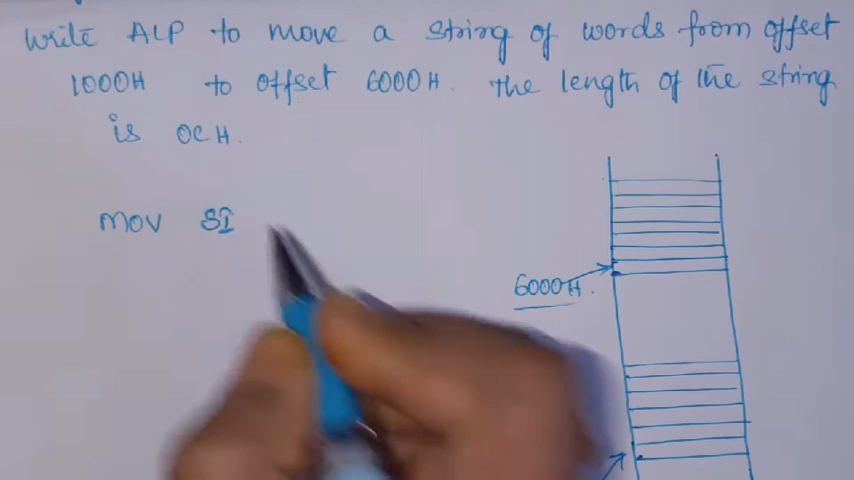 Write ALP to move a string of words from offset
1000H to offset 6000H. The length of the string
is 0CH.
MOV SI
6000H.